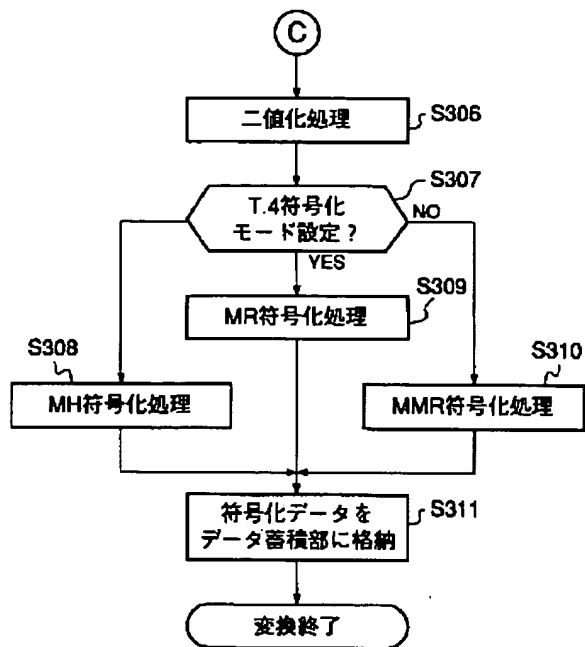 C
二値化処理
S306
S307
T.4符号化
モード設定?
NO
YES
S309
MR符号化処理
S308
S310
MH符号化処理
MMR符号化処理
S311
符号化データを
データ蓄積部に格納
変換終了